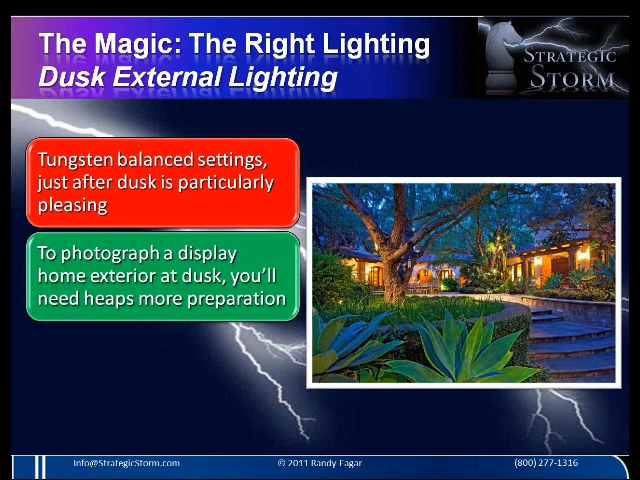 The Magic: The Right Lighting
Dusk External Lighting
STRATEGIC
STORM
Tungsten balanced settings,
just after dusk is particularly
pleasing
To photograph a display
home exterior at dusk, you'll
need heaps more preparation
Info@StrategicStorm.com
© 2011 Randy Eagar
(800) 277-1316